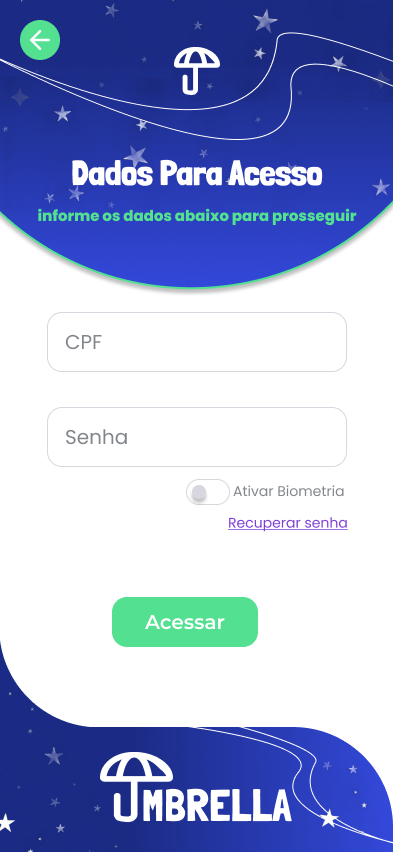 Dados Para Acesso
informe os dados abaixo para prosseguir
CPF
Senha
Ativar Biometria
Recuperar senha
Acessar
UMBRELLA